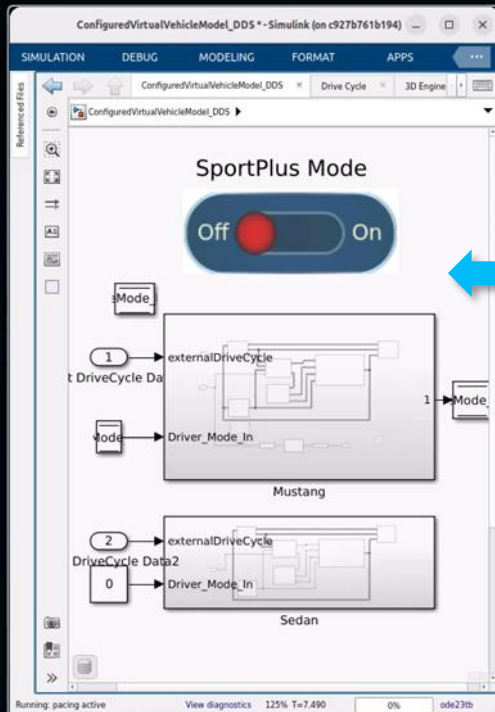 ConfiguredVirtualVehicleModel_DDS * - Simulink (on c927b761b194)
SIMULATION DEBUG MODELING FORMAT APPS
ConfiguredVirtualVehicleModel_DDS × Drive Cycle × 3D Engine
Referenced Files
ConfiguredVirtualVehicleModel_DDS
SportPlus Mode
Off On
Mode_
1 externalDriveCycle
t DriveCycle Da
1
Mode_
Mode Driver_Mode_In
Mustang
2 externalDriveCycle
DriveCycle Data2
0 Driver_Mode_In
Sedan
Running: pacing active View diagnostics 125% T=7.490 0% ode23tb